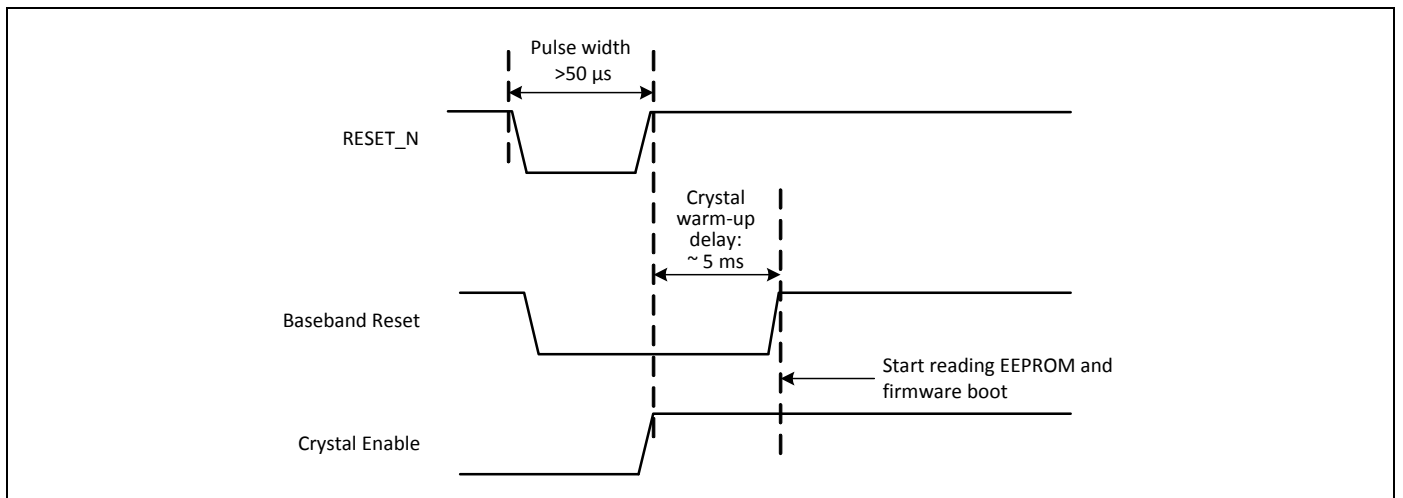 Pulse width
>50 µs
RESET_N
Crystal
warm-up
delay:
~ 5 ms
Baseband Reset
Start reading EEPROM and
firmware boot
Crystal Enable